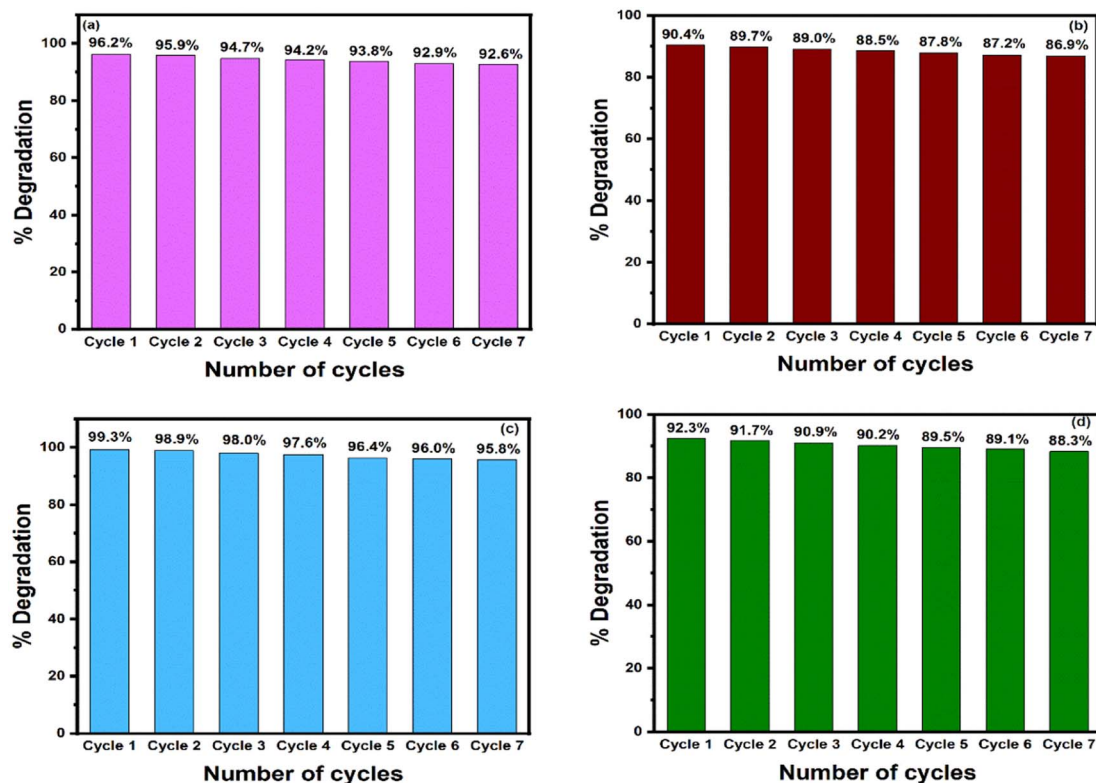 (a)
96.2% 95.9% 94.7% 94.2% 93.8% 92.9% 92.6%
100
80
60
40
20
0
% Degradation
Cycle 1 Cycle 2 Cycle 3 Cycle 4 Cycle 5 Cycle 6 Cycle 7
Number of cycles
(b)
100
90.4% 89.7% 89.0% 88.5% 87.8% 87.2% 86.9%
80
60
40
20
0
% Degradation
Cycle 1 Cycle 2 Cycle 3 Cycle 4 Cycle 5 Cycle 6 Cycle 7
Number of cycles
(c)
99.3% 98.9% 98.0% 97.6% 96.4% 96.0% 95.8%
100
80
60
40
20
0
% Degradation
Cycle 1 Cycle 2 Cycle 3 Cycle 4 Cycle 5 Cycle 6 Cycle 7
Number of cycles
(d)
100
92.3% 91.7% 90.9% 90.2% 89.5% 89.1% 88.3%
80
60
40
20
0
% Degradation
Cycle 1 Cycle 2 Cycle 3 Cycle 4 Cycle 5 Cycle 6 Cycle 7
Number of cycles